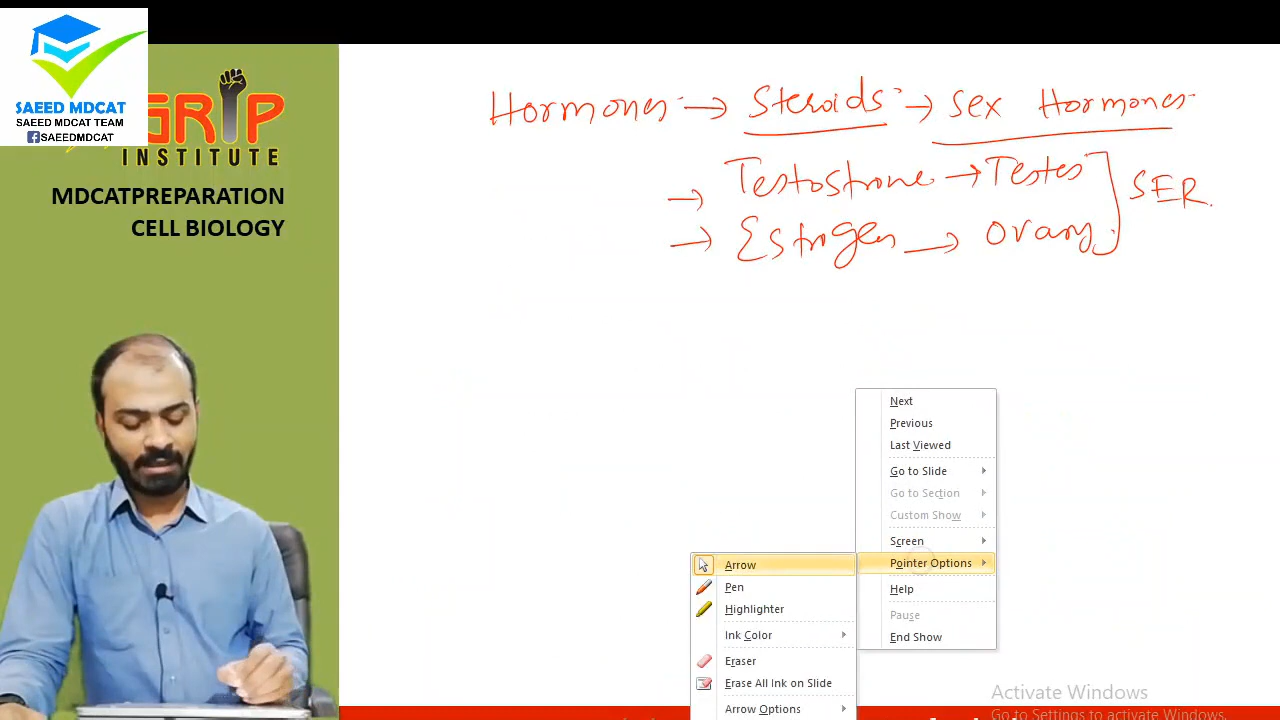 SAEED MDCAT
SAEED MDCAT TEAM
SAEEDMDCAT
GRIP
INSTITUTE
MDCATPREPARATION
CELL BIOLOGY
Hormones → Steroids → Sex Hormones
→ Testostrone → Testes
→ Estrogen → Ovary
SER.
Next
Previous
Last Viewed
Go to Slide
Go to Section
Custom Show
Screen
Pointer Options
Help
Pause
End Show
Arrow
Pen
Highlighter
Ink Color
Eraser
Erase All Ink on Slide
Arrow Options
Activate Windows
Go to Settings to activate Windows.